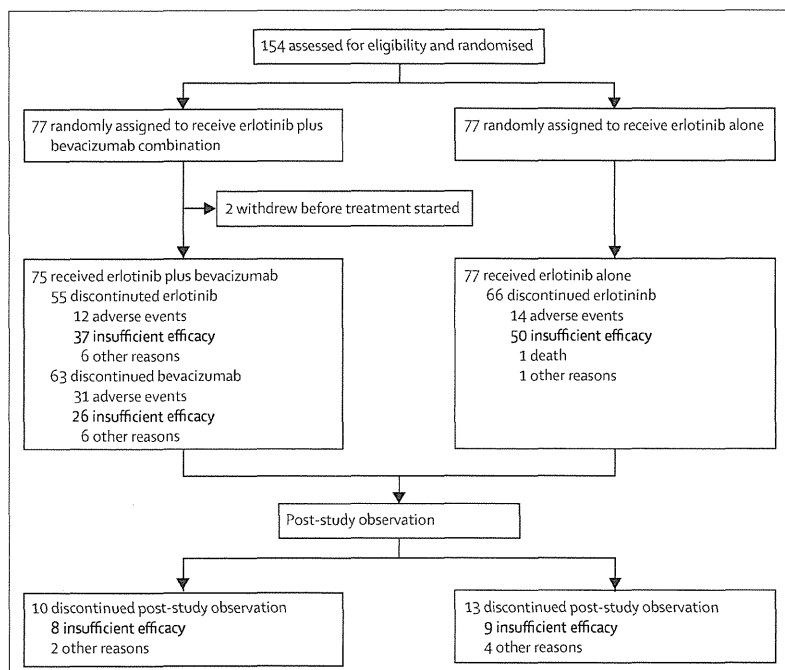 154 assessed for eligibility and randomised
77 randomly assigned to receive erlotinib plus
bevacizumab combination
77 randomly assigned to receive erlotinib alone
2 withdrew before treatment started
75 received erlotinib plus bevacizumab
55 discontinuted erlotinib
12 adverse events
37 insufficient efficacy
6 other reasons
63 discontinued bevacizumab
31 adverse events
26 insufficient efficacy
6 other reasons
77 received erlotinib alone
66 discontinued erlotininb
14 adverse events
50 insufficient efficacy
1 death
1 other reasons
Post-study observation
10 discontinued post-study observation
8 insufficient efficacy
2 other reasons
13 discontinued post-study observation
9 insufficient efficacy
4 other reasons